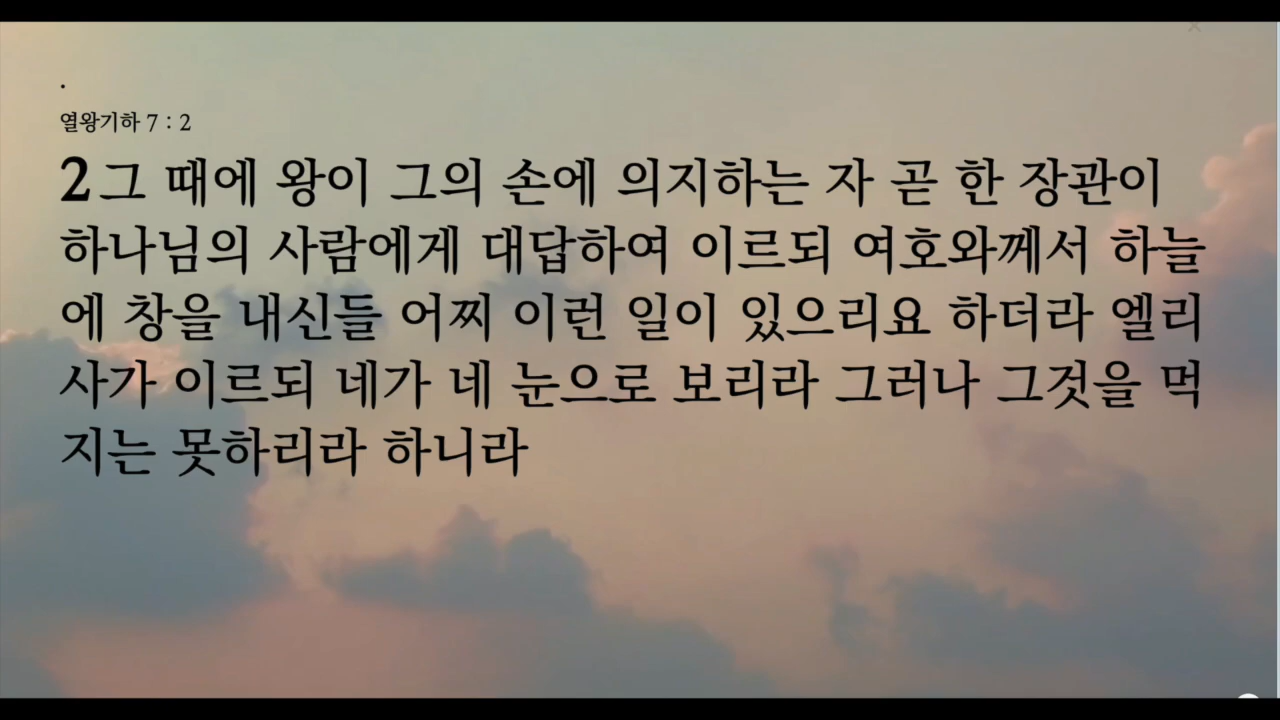 .
열왕기하 7 : 2
2그 때에 왕이 그의 손에 의지하는 자 곧 한 장관이
하나님의 사람에게 대답하여 이르되 여호와께서 하늘
에 창을 내신들 어찌 이런 일이 있으리요 하더라 엘리
사가 이르되 네가 네 눈으로 보리라 그러나 그것을 먹
지는 못하리라 하니라